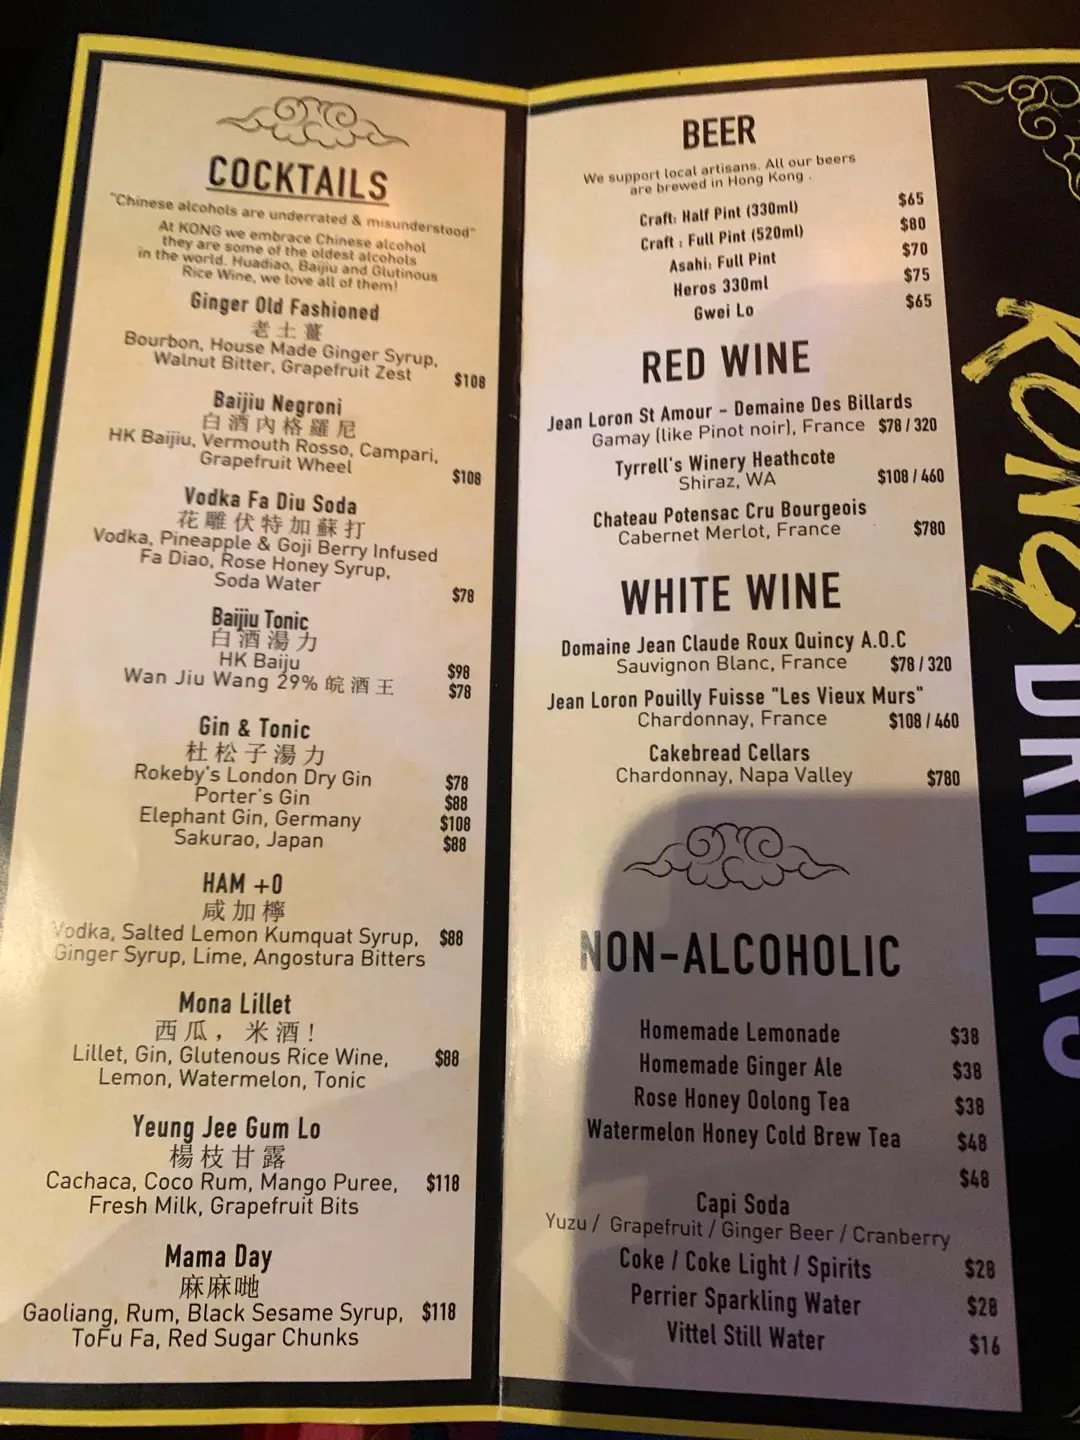 COCKTAILS
"Chinese alcohols are underrated & misunderstood"
At KONG we embrace Chinese alcohol
they are some of the oldest alcohols
in the world. Huadiao, Baijiu and Glutinous
Rice Wine, we love all of them!
Ginger Old Fashioned
老土薑
Bourbon, House Made Ginger Syrup,
Walnut Bitter, Grapefruit Zest $108
Baijiu Negroni
白酒內格羅尼
HK Baijiu, Vermouth Rosso, Campari,
Grapefruit Wheel $108
Vodka Fa Diu Soda
花雕伏特加蘇打
Vodka, Pineapple & Goji Berry Infused
Fa Diao, Rose Honey Syrup,
Soda Water $78
Baijiu Tonic
白酒湯力
HK Baiju $98
Wan Jiu Wang 29% 皖酒王 $78
Gin & Tonic
杜松子湯力
Rokeby's London Dry Gin $78
Porter's Gin $88
Elephant Gin, Germany $108
Sakurao, Japan $88
HAM +0
咸加檸
Vodka, Salted Lemon Kumquat Syrup, $88
Ginger Syrup, Lime, Angostura Bitters
Mona Lillet
西瓜，米酒！
Lillet, Gin, Glutenous Rice Wine, $88
Lemon, Watermelon, Tonic
Yeung Jee Gum Lo
楊枝甘露
Cachaca, Coco Rum, Mango Puree, $118
Fresh Milk, Grapefruit Bits
Mama Day
麻麻哋
Gaoliang, Rum, Black Sesame Syrup, $118
ToFu Fa, Red Sugar Chunks
BEER
We support local artisans. All our beers
are brewed in Hong Kong .
Craft: Half Pint (330ml) $65
Craft : Full Pint (520ml) $80
Asahi: Full Pint $70
Heros 330ml $75
Gwei Lo $65
RED WINE
Jean Loron St Amour - Demaine Des Billards
Gamay (like Pinot noir), France $78 / 320
Tyrrell's Winery Heathcote
Shiraz, WA $108 / 460
Chateau Potensac Cru Bourgeois
Cabernet Merlot, France $780
WHITE WINE
Domaine Jean Claude Roux Quincy A.O.C
Sauvignon Blanc, France $78 / 320
Jean Loron Pouilly Fuisse "Les Vieux Murs"
Chardonnay, France $108 / 460
Cakebread Cellars
Chardonnay, Napa Valley $780
NON-ALCOHOLIC
Homemade Lemonade $38
Homemade Ginger Ale $38
Rose Honey Oolong Tea $38
Watermelon Honey Cold Brew Tea $48
$48
Capi Soda
Yuzu / Grapefruit / Ginger Beer / Cranberry
Coke / Coke Light / Spirits $28
Perrier Sparkling Water $28
Vittel Still Water $16
KONG
DRINKS